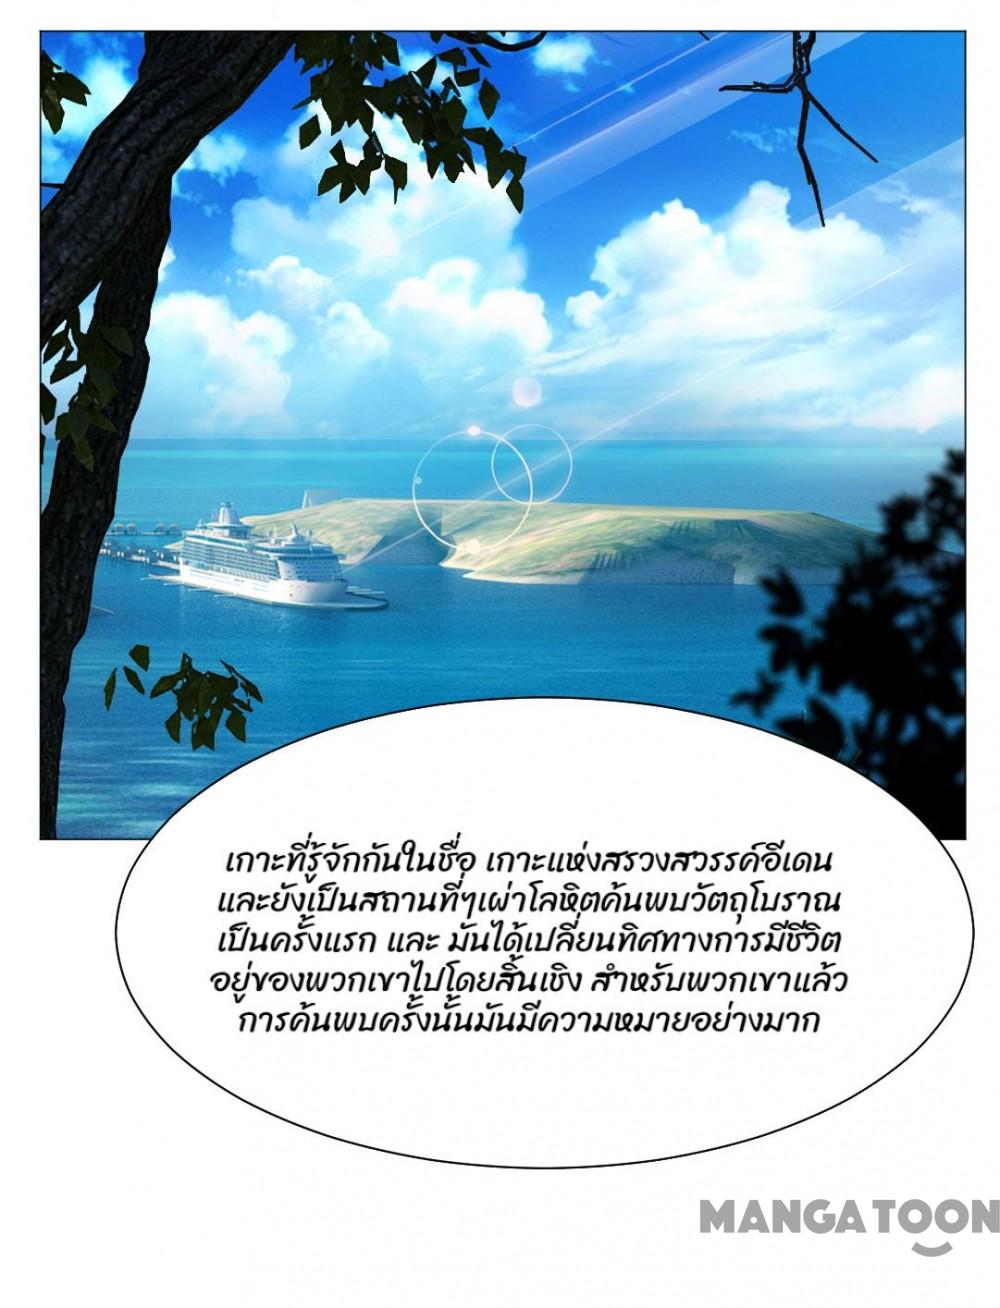 เกาะที่รู้จักกันในชื่อ เกาะแห่งสรวงสวรรค์อีเดน
และยังเป็นสถานที่ๆเผ่าโลหิตค้นพบวัตถุโบราณ
เป็นครั้งแรก และ มันได้เปลี่ยนทิศทางการมีชีวิต
อยู่ของพวกเขาไปโดยสิ้นเชิง สำหรับพวกเขาแล้ว
การค้นพบครั้งนั้นมันมีความหมายอย่างมาก
MANGATOON